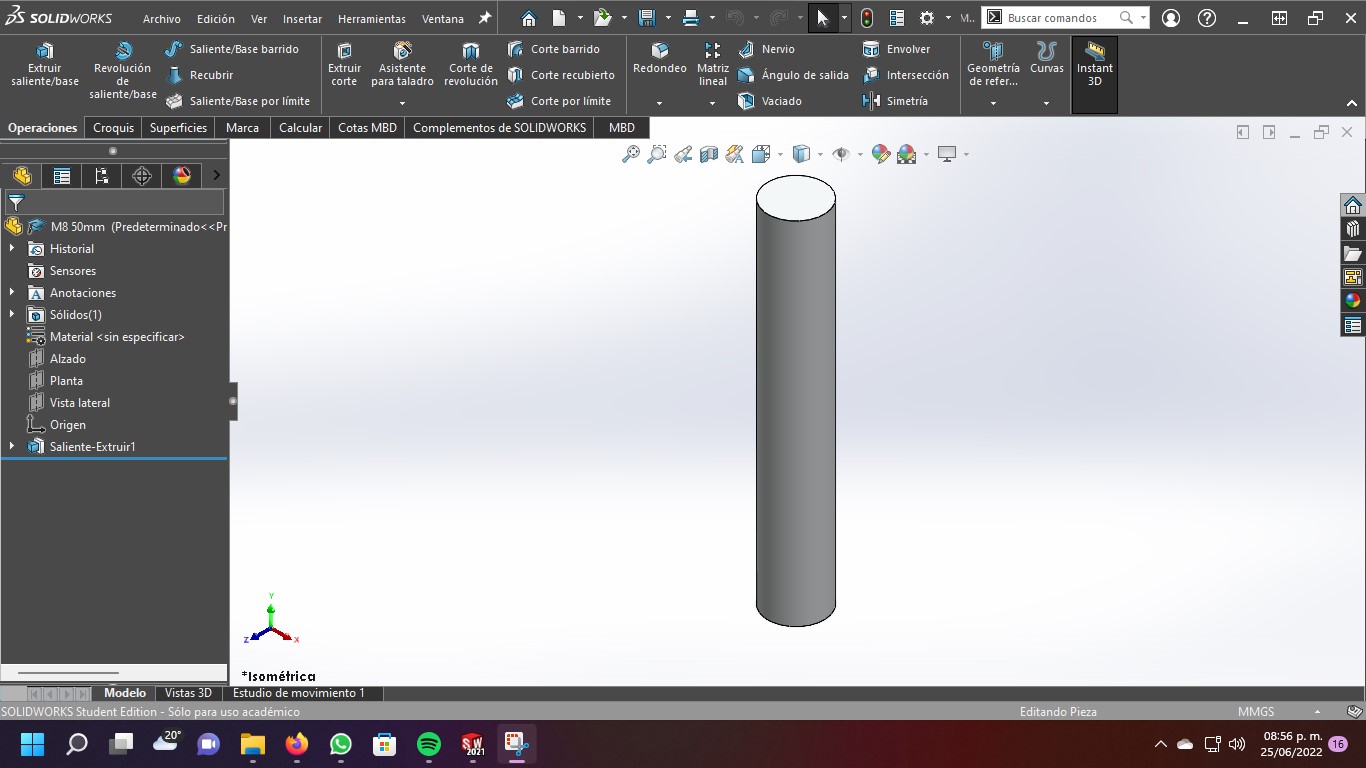 SOLIDWORKS Archivo Edición Ver Insertar Herramientas Ventana M... Buscar comandos
Extruir saliente/base
Revolución de saliente/base
Saliente/Base barrido
Recubrir
Saliente/Base por límite
Extruir corte
Asistente para taladro
Corte de revolución
Corte barrido
Corte recubierto
Corte por límite
Redondeo
Matriz lineal
Nervio
Ángulo de salida
Vaciado
Envolver
Intersección
Simetría
Geometría de refer...
Curvas
Instant 3D
Operaciones Croquis Superficies Marca Calcular Cotas MBD Complementos de SOLIDWORKS MBD
M8 50mm (Predeterminado<<Pr
Historial
Sensores
Anotaciones
Sólidos(1)
Material <sin especificar>
Alzado
Planta
Vista lateral
Origen
Saliente-Extruir1
Y
Z X
*Isométrica
Modelo Vistas 3D Estudio de movimiento 1
SOLIDWORKS Student Edition - Sólo para uso académico Editando Pieza MMGS
20°
SW 2021
08:56 p. m.
25/06/2022
16